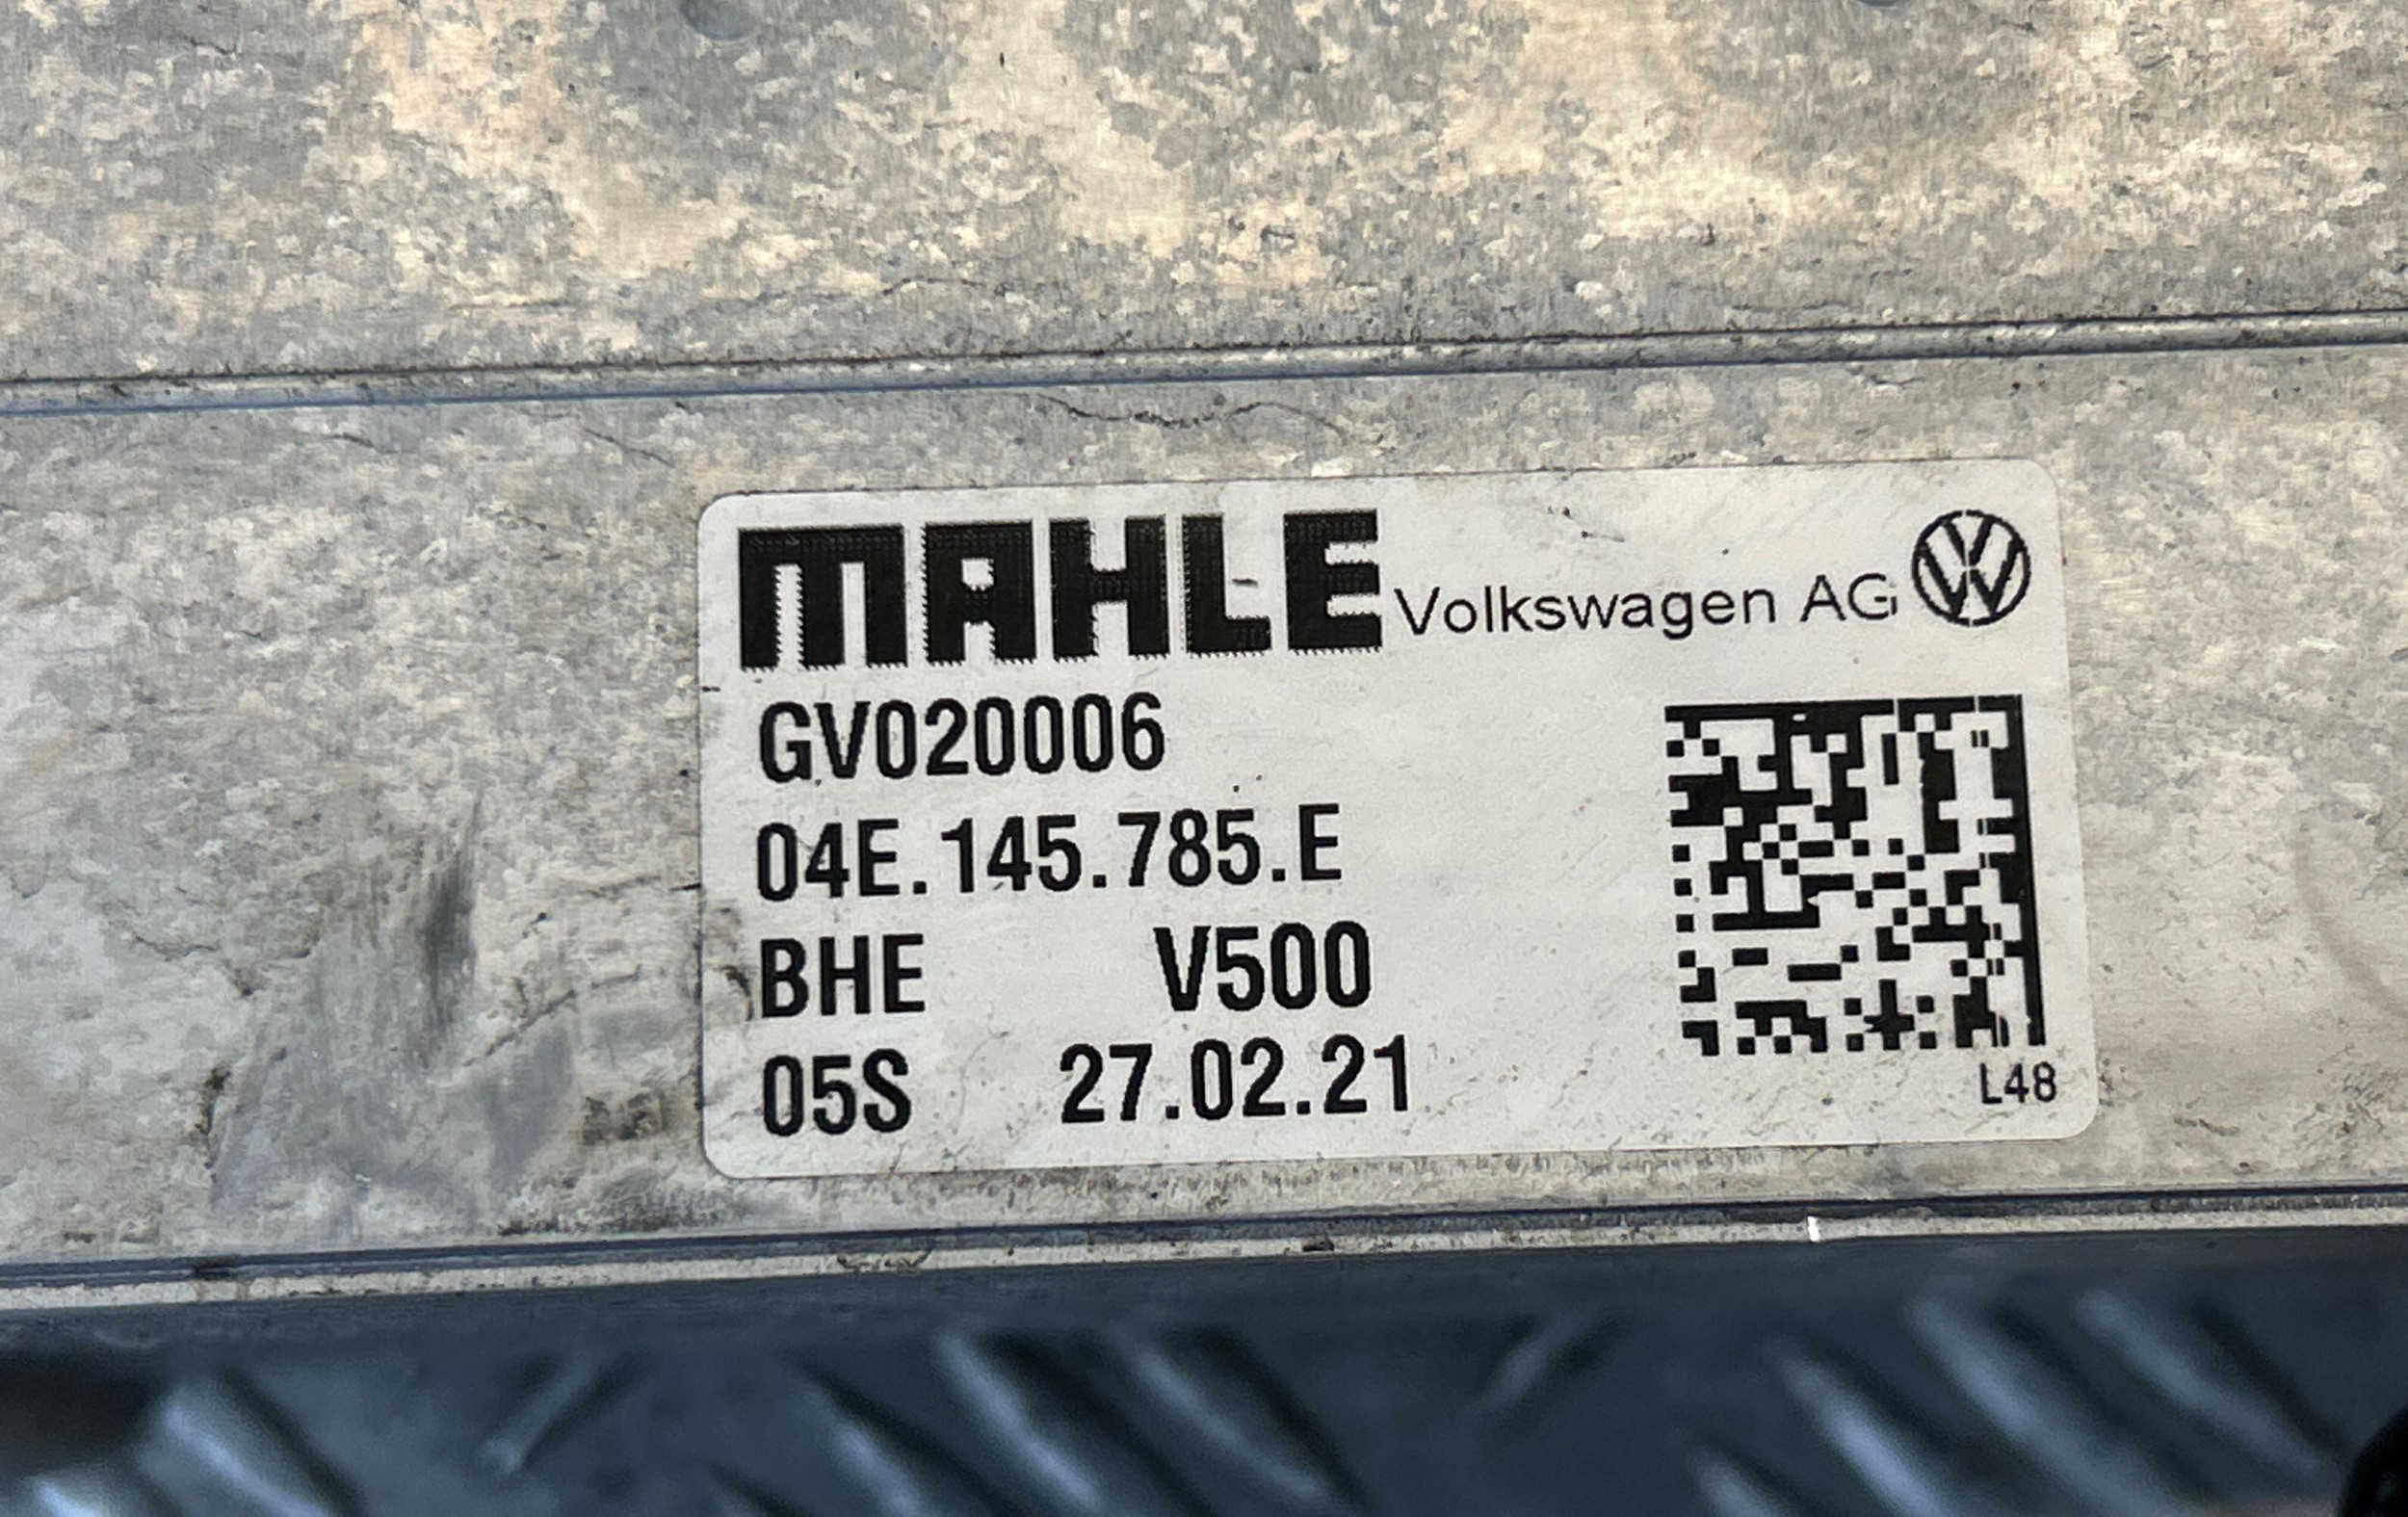 MAHLE Volkswagen AG
GV020006
04E.145.785.E
BHE V500
05S 27.02.21
L48